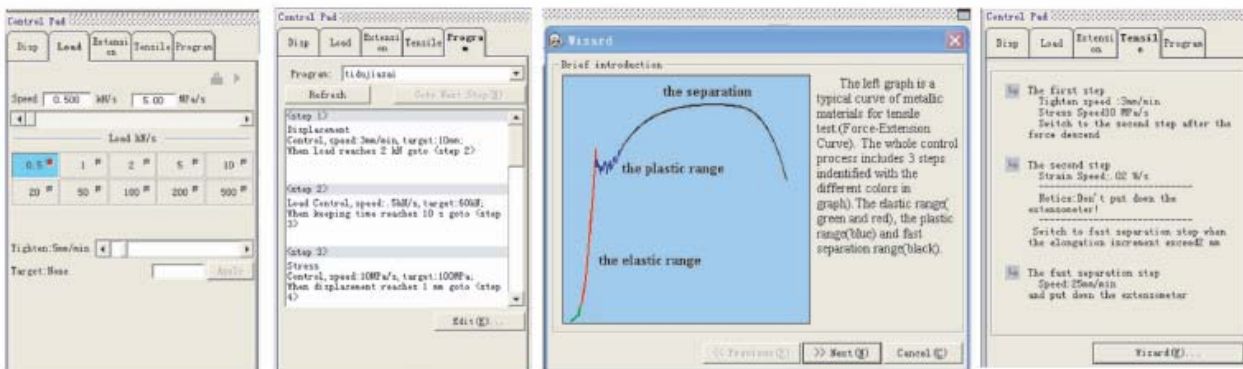 Control Pad
Disp
Load
Extensi
on
Tensile
Program
Speed 0.500 kN/s 5.00 MPa/s
Load kN/s
0.5
1
2
5
10
20
50
100
200
500
Tighten:5mm/min
Target:None
Apply
Control Pad
Disp
Load
Extensi
on
Tensile
Progra
m
Program: tidujiazai
Refresh
Goto Next Step(N)
<step 1>
Displacement
Control,speed:3mm/min,target:10mm;
When Load reaches 2 kN goto <step 2>
<step 2>
Load Control,speed:.5kN/s,target:60kN;
When keeping time reaches 10 s goto <step
3>
<step 3>
Stress
Control,speed:10MPa/s,target:100MPa;
When displacement reaches 1 mm goto <step
4>
Edit(E)...
Wizard
Brief introduction
the separation
the plastic range
the elastic range
The left graph is a
typical curve of metallic
materials for tensile
test.(Force-Extension
Curve). The whole control
process includes 3 steps
indentified with the
different colors in
graph).The elastic range(
green and red), the plastic
range(blue) and fast
separation range(black).
<< Previous(P)
>> Next(N)
Cancel(C)
Control Pad
Disp
Load
Extensi
on
Tensil
e
Program
The first step
Tighten speed :3mm/min
Stress Speed30 MPa/s
Switch to the second step after the
force descend
The second step
Strain Speed:.02 %/s
Notice:Don't put down the
extensometer!
Switch to fast separation step when
the elongation increment exceed2 mm
The fast separation step
Speed:25mm/min
and put down the extensometer
Wizard(W)...